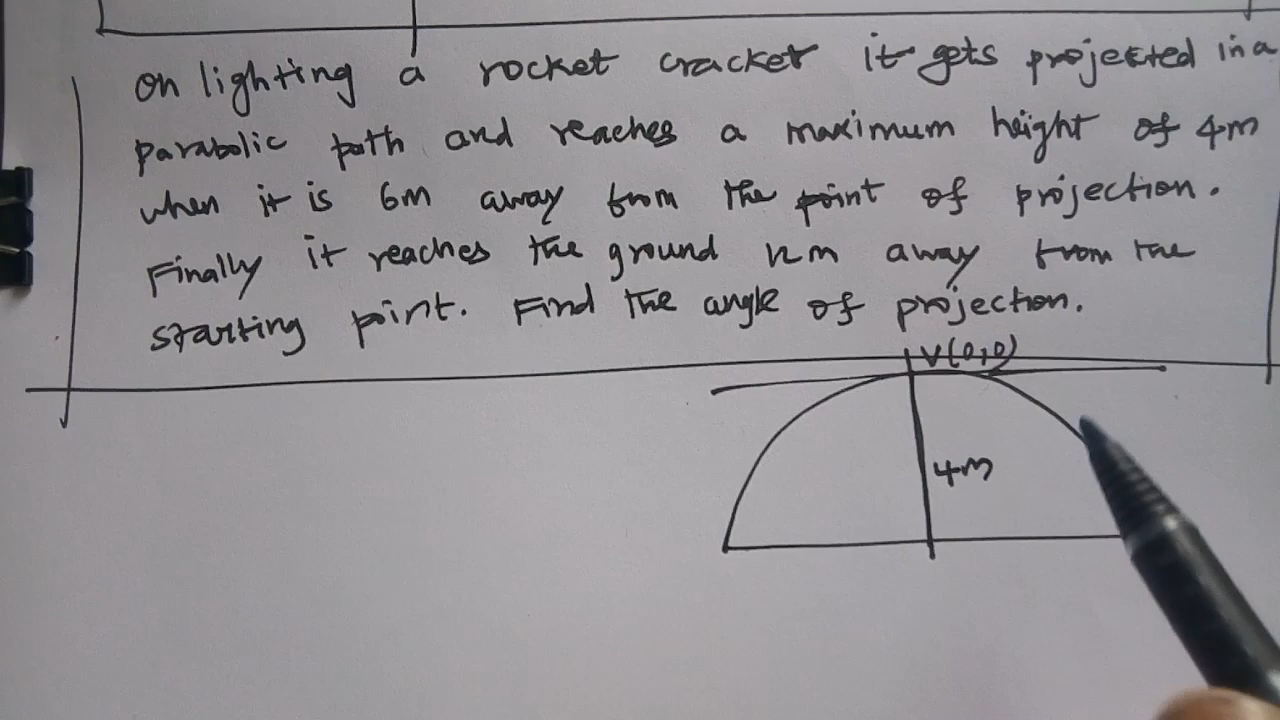 On lighting a rocket cracket it gets projected in a
parabolic path and reaches a maximum height of 4m
when it is 6m away from the point of projection.
Finally it reaches the ground 12m away from the
starting point. Find the angle of projection.
V(0,0)
4m